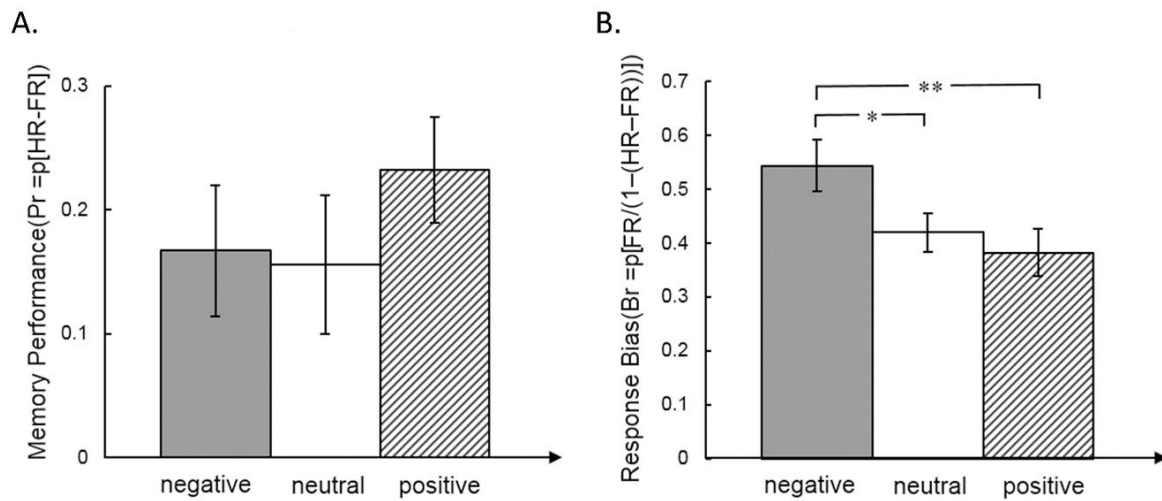 A.
Memory Performance(Pr =p[HR-FR])
0.3
0.2
0.1
0
negative
neutral
positive
B.
Response Bias(Br =p[FR/(1–(HR–FR))])
0.7
0.6
0.5
0.4
0.3
0.2
0.1
0
**
*
negative
neutral
positive